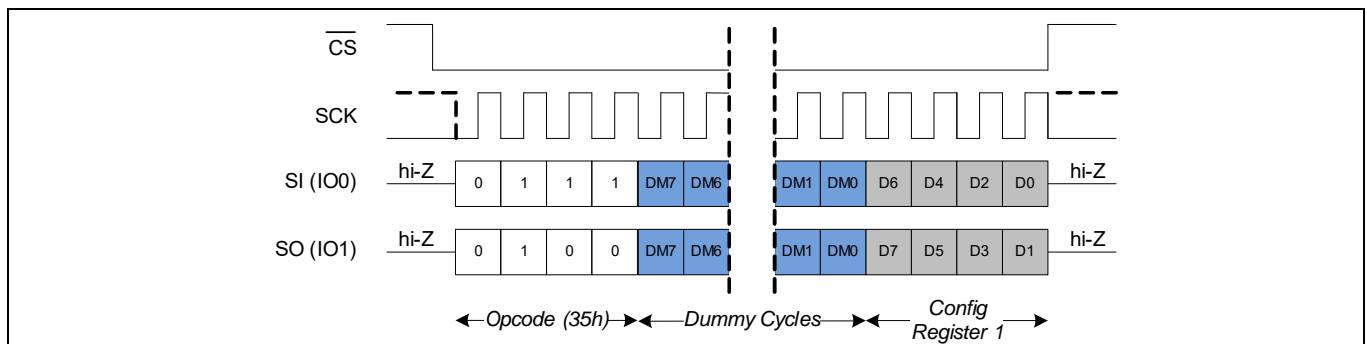 CS
SCK
SI (IO0) hi-Z 0 1 1 1 DM7 DM6 DM1 DM0 D6 D4 D2 D0 hi-Z
SO (IO1) hi-Z 0 1 0 0 DM7 DM6 DM1 DM0 D7 D5 D3 D1 hi-Z
Opcode (35h) Dummy Cycles Config
Register 1